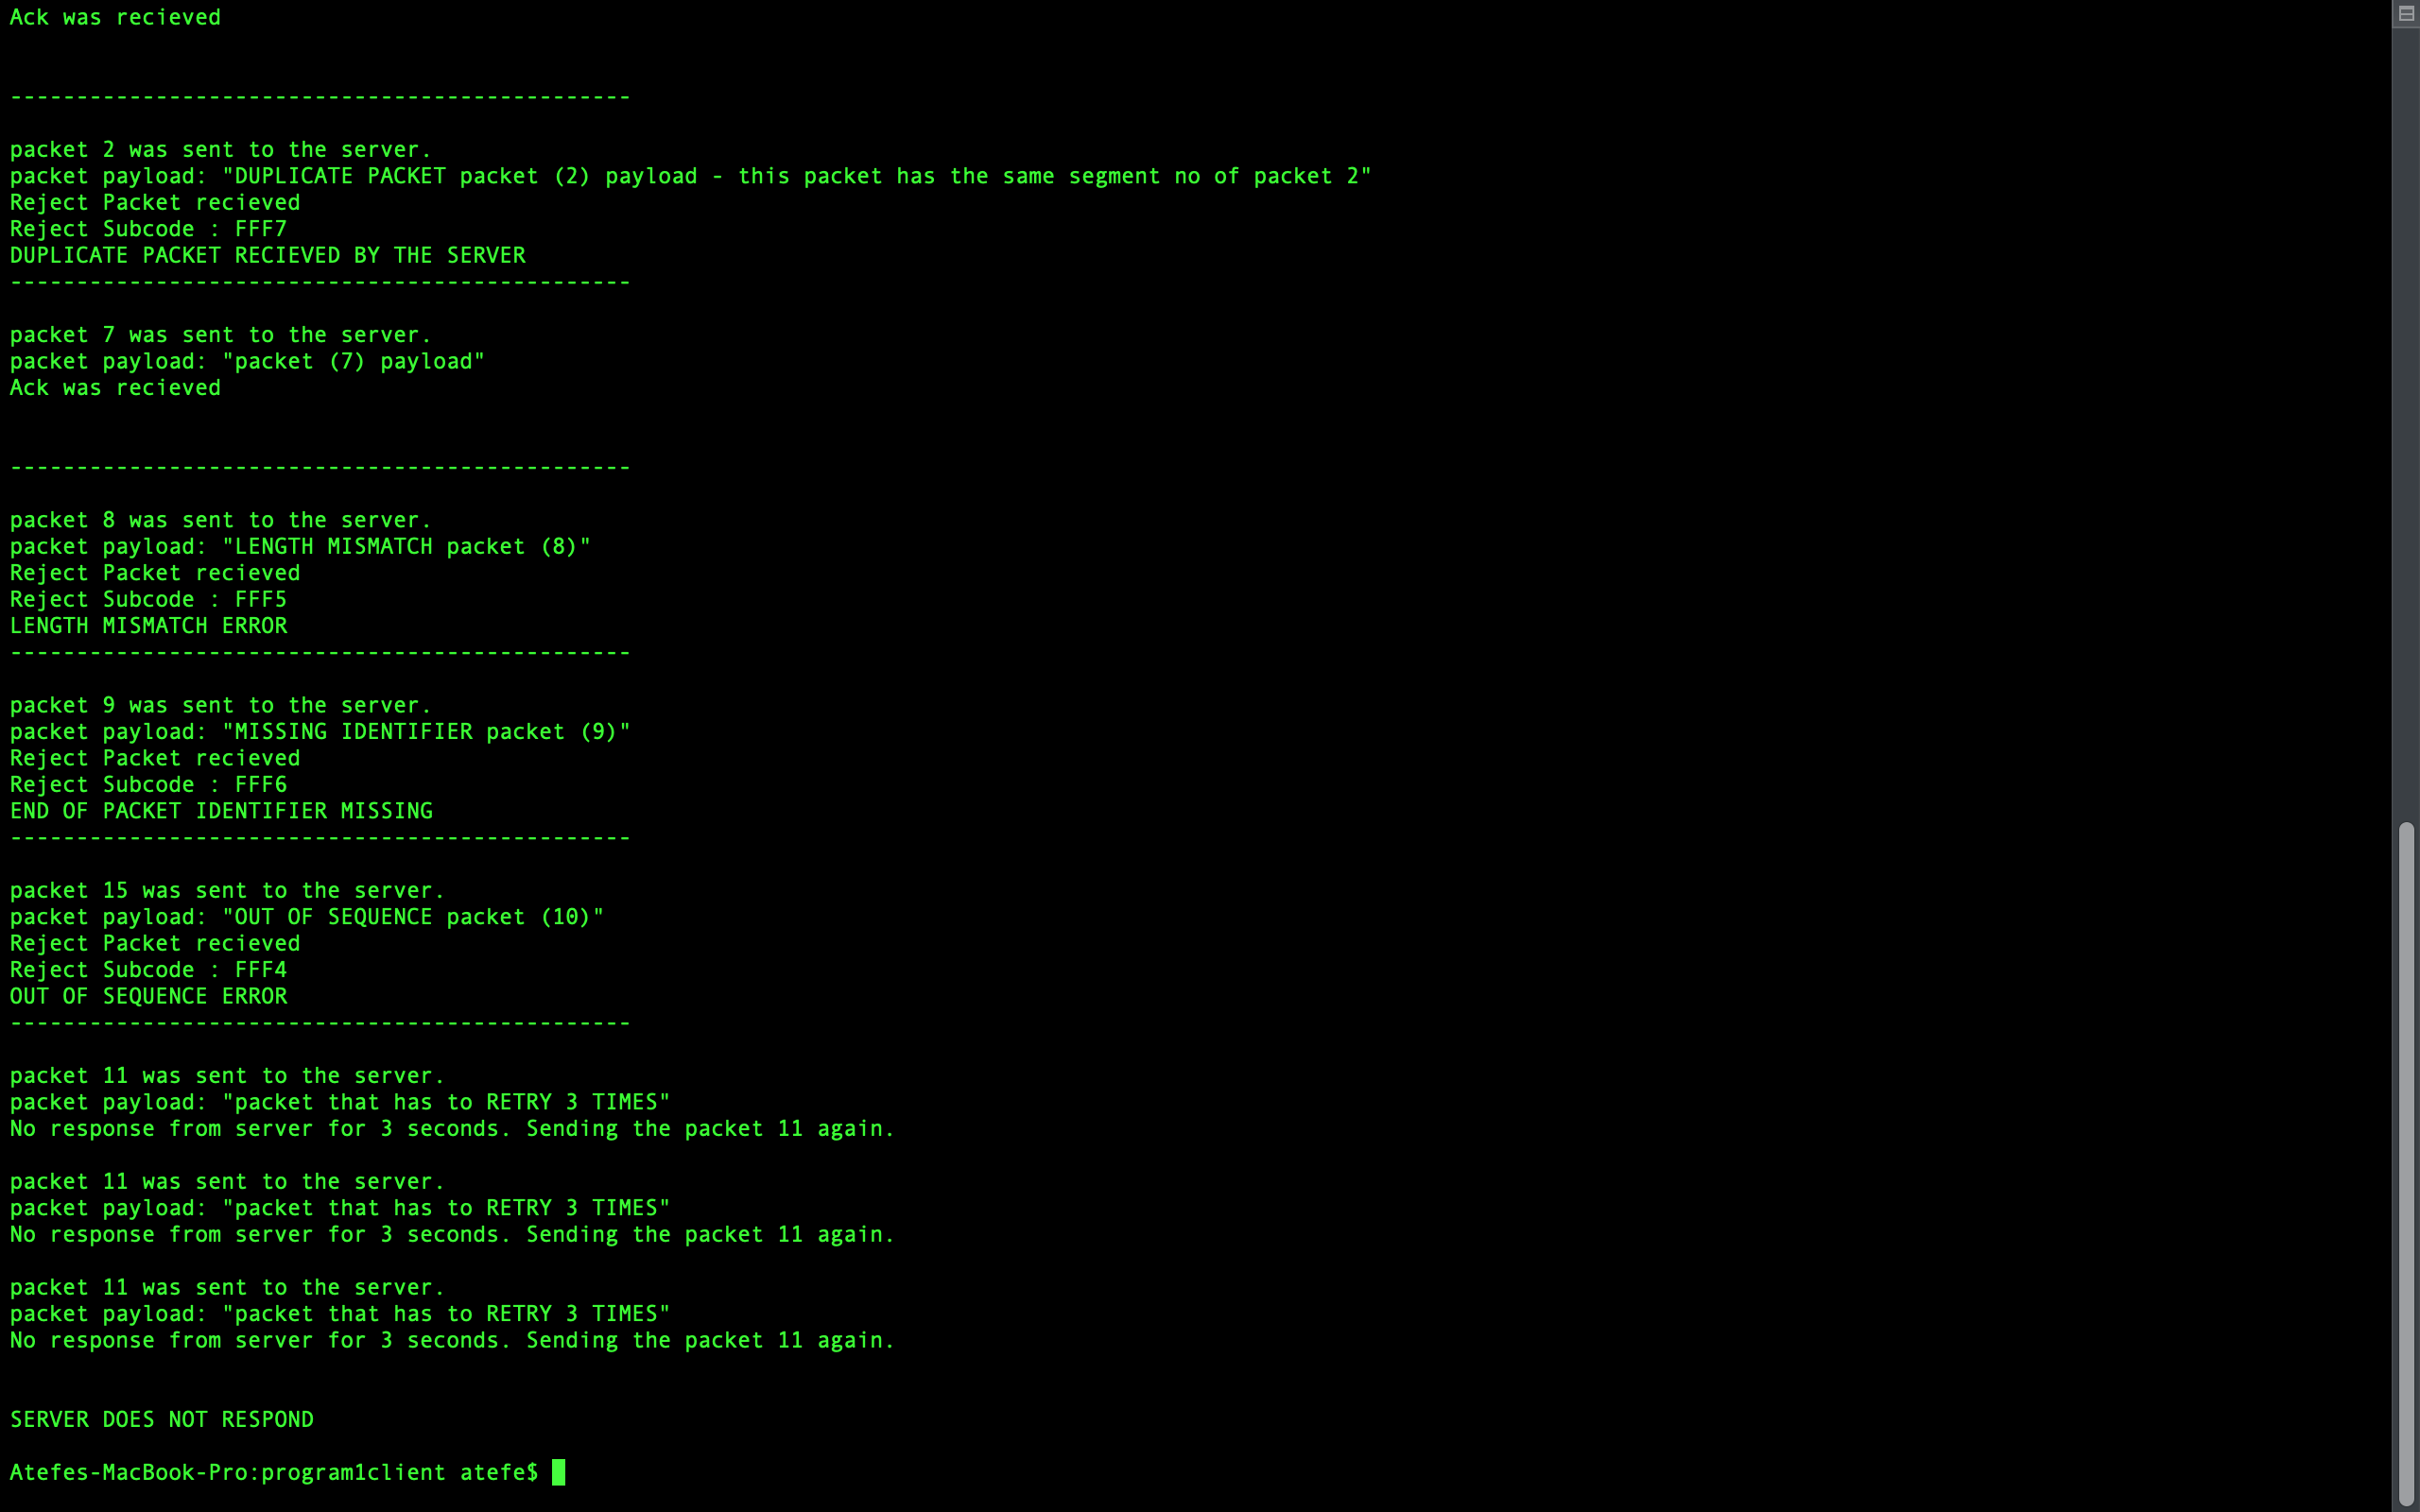 Ack was recieved
-----------------------------------------------
packet 2 was sent to the server.
packet payload: "DUPLICATE PACKET packet (2) payload - this packet has the same segment no of packet 2"
Reject Packet recieved
Reject Subcode : FFF7
DUPLICATE PACKET RECIEVED BY THE SERVER
-----------------------------------------------
packet 7 was sent to the server.
packet payload: "packet (7) payload"
Ack was recieved
-----------------------------------------------
packet 8 was sent to the server.
packet payload: "LENGTH MISMATCH packet (8)"
Reject Packet recieved
Reject Subcode : FFF5
LENGTH MISMATCH ERROR
-----------------------------------------------
packet 9 was sent to the server.
packet payload: "MISSING IDENTIFIER packet (9)"
Reject Packet recieved
Reject Subcode : FFF6
END OF PACKET IDENTIFIER MISSING
-----------------------------------------------
packet 15 was sent to the server.
packet payload: "OUT OF SEQUENCE packet (10)"
Reject Packet recieved
Reject Subcode : FFF4
OUT OF SEQUENCE ERROR
-----------------------------------------------
packet 11 was sent to the server.
packet payload: "packet that has to RETRY 3 TIMES"
No response from server for 3 seconds. Sending the packet 11 again.
packet 11 was sent to the server.
packet payload: "packet that has to RETRY 3 TIMES"
No response from server for 3 seconds. Sending the packet 11 again.
packet 11 was sent to the server.
packet payload: "packet that has to RETRY 3 TIMES"
No response from server for 3 seconds. Sending the packet 11 again.
SERVER DOES NOT RESPOND
Atefes-MacBook-Pro:program1client atefe$